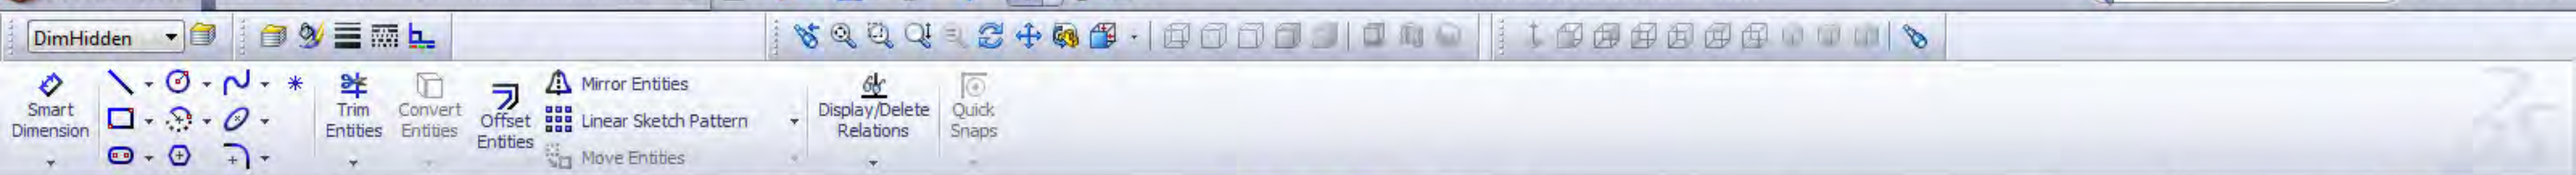 DimHidden
Smart
Dimension
Trim
Entities
Convert
Entities
Offset
Entities
Mirror Entities
Linear Sketch Pattern
Move Entities
Display/Delete
Relations
Quick
Snaps